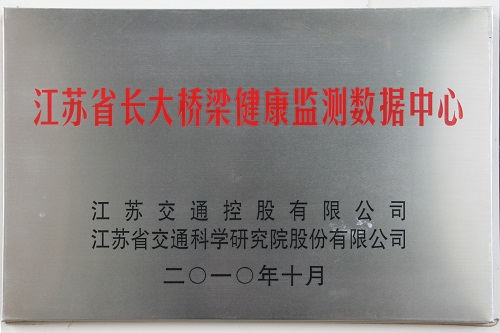 江苏省长大桥梁健康监测数据中心
江苏交通控股有限公司
江苏省交通科学研究院股份有限公司
二〇一〇年十月